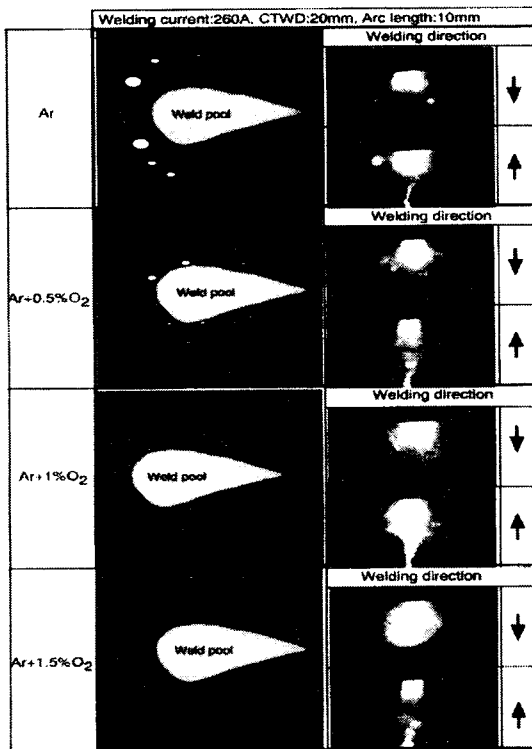 Welding current:260A, CTWD:20mm, Arc length:10mm
Welding direction
Ar
Weld pool
Welding direction
Ar+0.5%O₂
Weld pool
Welding direction
Ar+1%O₂
Weld pool
Welding direction
Ar+1.5%O₂
Weld pool